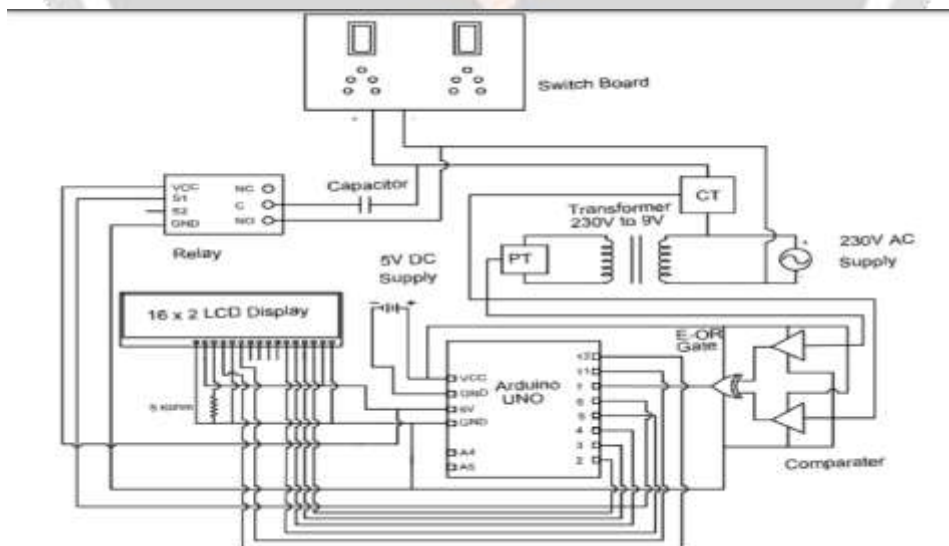 Switch Board
VCC
S1
S2
GND
NC
C
NO
Relay
Capacitor
CT
Transformer
230V to 9V
PT
230V AC
Supply
5V DC
Supply
16 x 2 LCD Display
E-OR
Gate
VCC
GND
GND
A4
A5
Arduino
UNO
11
7
6
5
4
3
2
Comparater